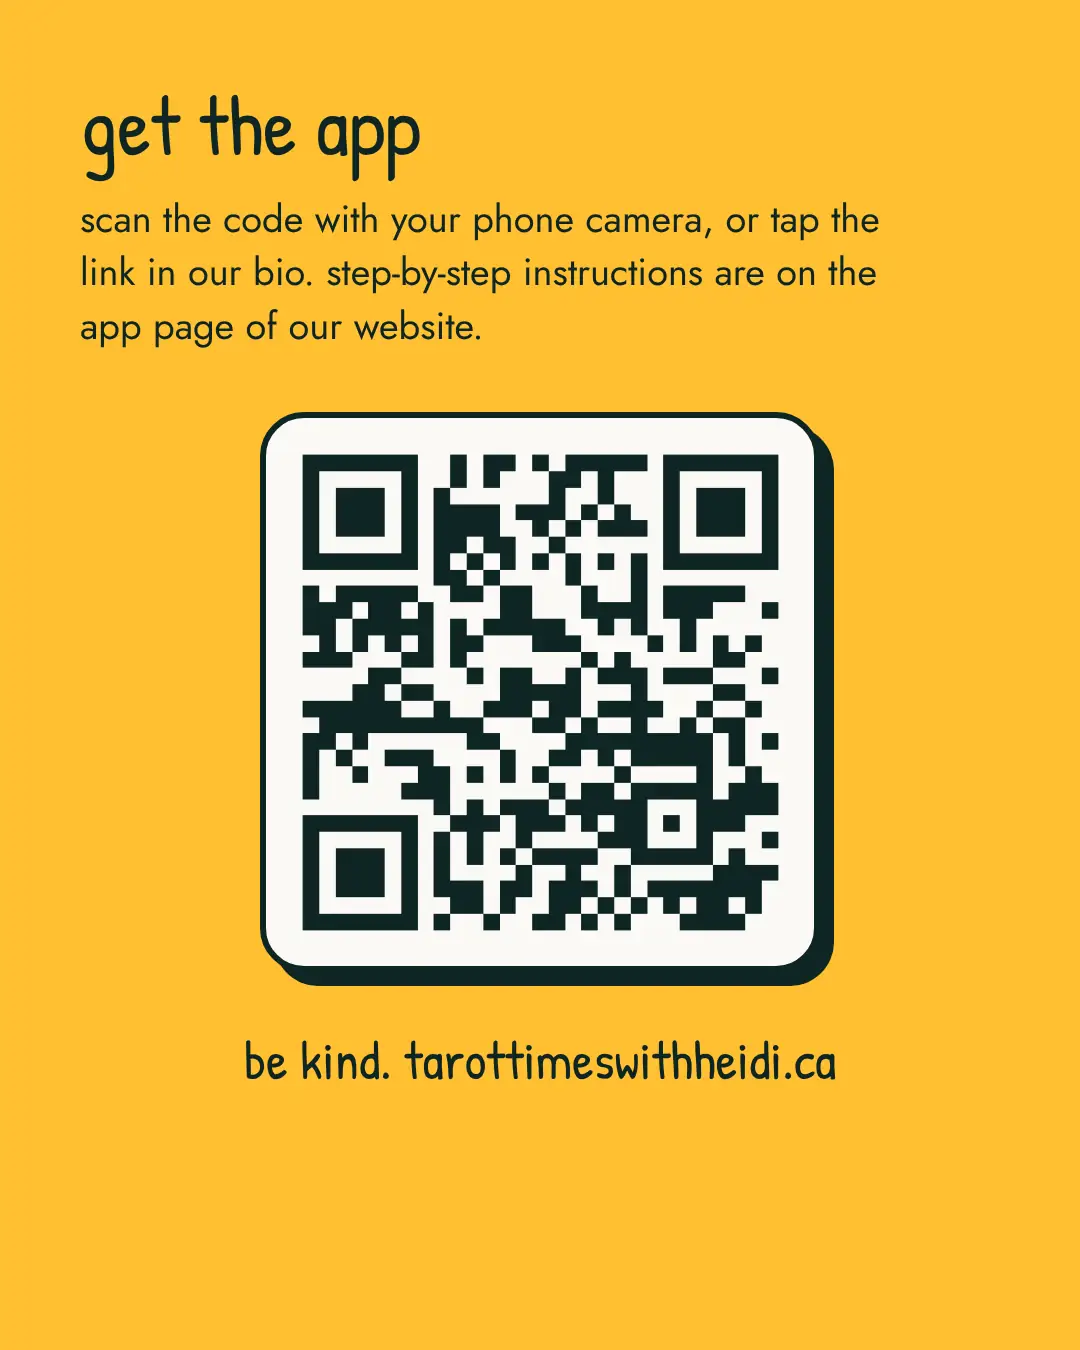 get the app
scan the code with your phone camera, or tap the
link in our bio. step-by-step instructions are on the
app page of our website.
be kind. tarottimeswithheidi.ca